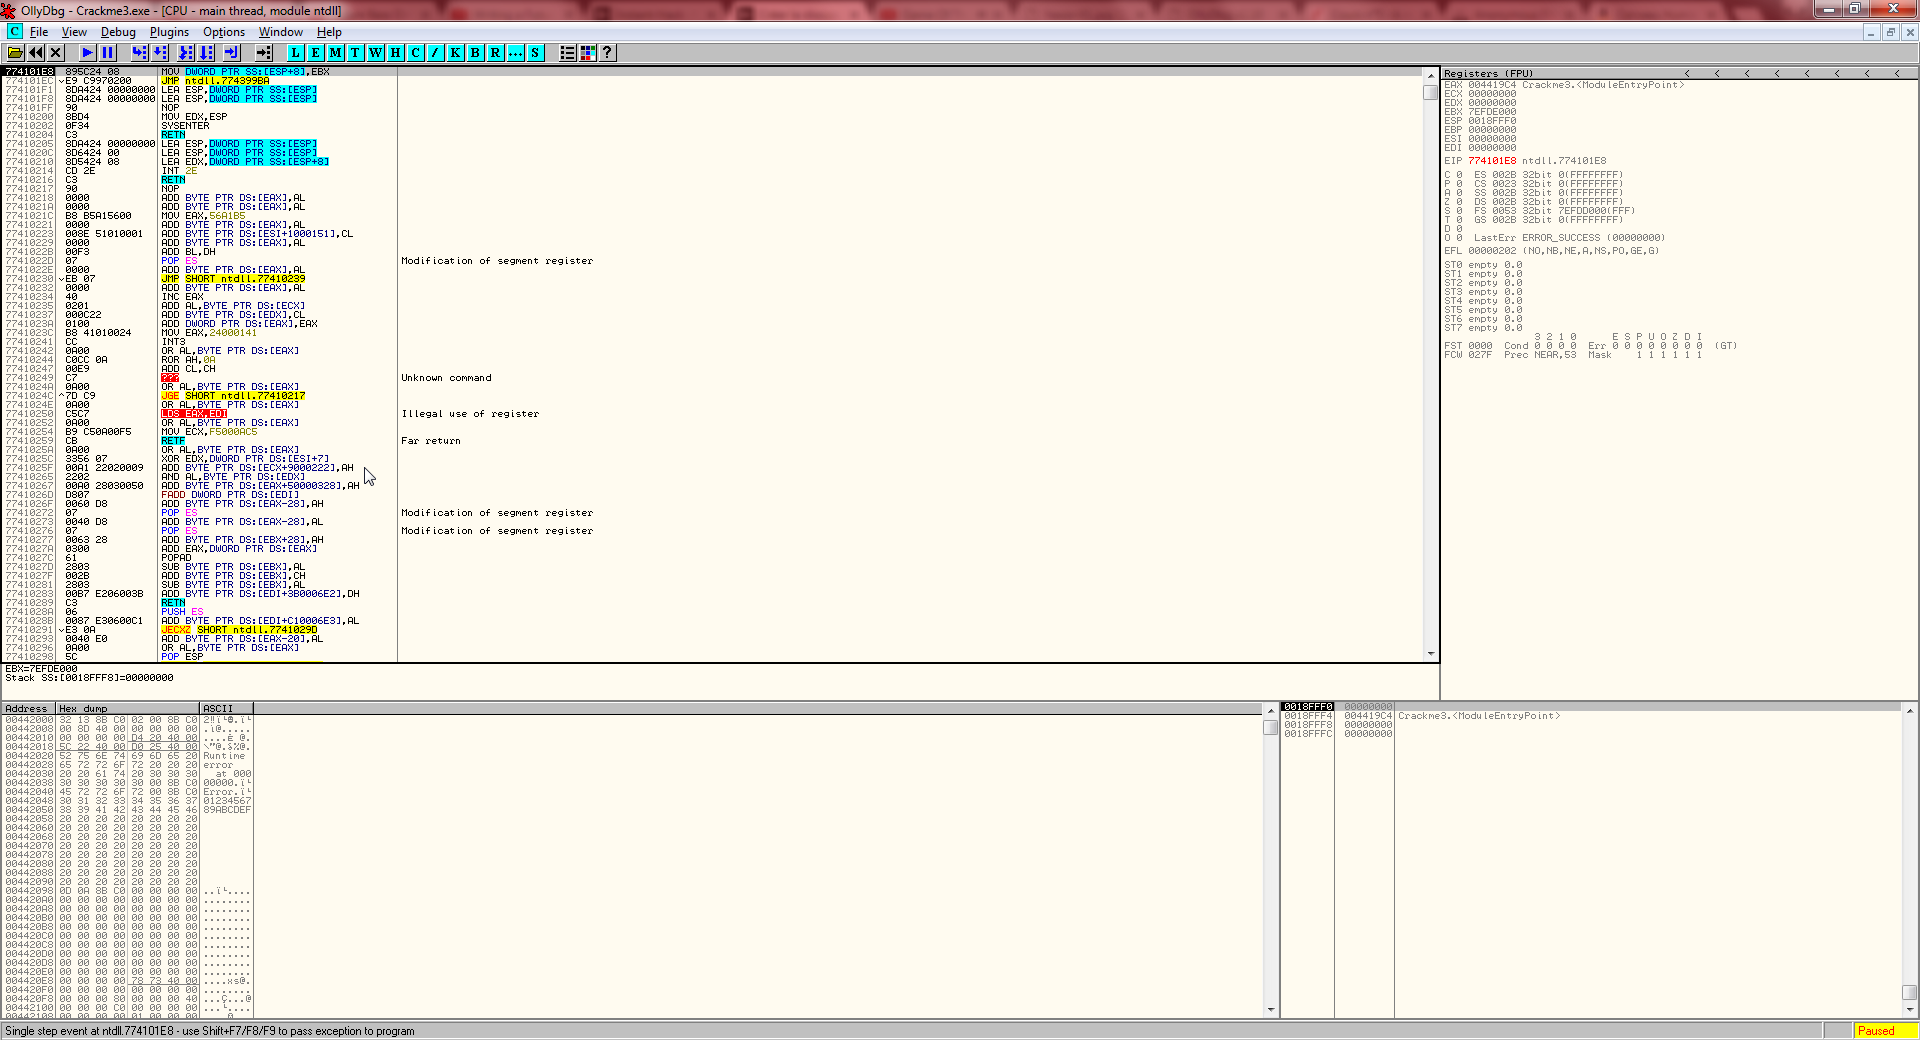 OllyDbg - Crackme3.exe - [CPU - main thread, module ntdll]
C File View Debug Plugins Options Window Help
L E M T W H C / K B R ... S ?
774101E8 895C24 08 MOV DWORD PTR SS:[ESP+8],EBX
774101EC E9 C9970200 JMP ntdll.774399BA
774101F1 8DA424 00000000 LEA ESP,DWORD PTR SS:[ESP]
774101F8 8DA424 00000000 LEA ESP,DWORD PTR SS:[ESP]
774101FF 90 NOP
77410200 8BD4 MOV EDX,ESP
77410202 0F34 SYSENTER
77410204 C3 RETN
77410205 8DA424 00000000 LEA ESP,DWORD PTR SS:[ESP]
7741020C 8D6424 00 LEA ESP,DWORD PTR SS:[ESP]
77410210 8D5424 08 LEA EDX,DWORD PTR SS:[ESP+8]
77410214 CD 2E INT 2E
77410216 C3 RETN
77410217 90 NOP
77410218 0000 ADD BYTE PTR DS:[EAX],AL
7741021A 0000 ADD BYTE PTR DS:[EAX],AL
7741021C B8 B5A15600 MOV EAX,56A1B5
77410221 0000 ADD BYTE PTR DS:[EAX],AL
77410223 008E 51010001 ADD BYTE PTR DS:[ESI+1000151],CL
77410229 0000 ADD BYTE PTR DS:[EAX],AL
7741022B 00F3 ADD BL,DH
7741022D 07 POP ES Modification of segment register
7741022E 0000 ADD BYTE PTR DS:[EAX],AL
77410230 EB 07 JMP SHORT ntdll.77410239
77410232 0000 ADD BYTE PTR DS:[EAX],AL
77410234 40 INC EAX
77410235 0201 ADD AL,BYTE PTR DS:[ECX]
77410237 000C22 ADD BYTE PTR DS:[EDX],CL
7741023A 0100 ADD DWORD PTR DS:[EAX],EAX
7741023C B8 41010024 MOV EAX,24000141
77410241 CC INT3
77410242 0A00 OR AL,BYTE PTR DS:[EAX]
77410244 C0CC 0A ROR AH,0A
77410247 00E9 ADD CL,CH
77410249 C7 ??? Unknown command
7741024A 0A00 OR AL,BYTE PTR DS:[EAX]
7741024C ^7D C9 JGE SHORT ntdll.77410217
7741024E 0A00 OR AL,BYTE PTR DS:[EAX]
77410250 C5C7 LDS EAX,EDI Illegal use of register
77410252 0A00 OR AL,BYTE PTR DS:[EAX]
77410254 B9 C50A00F5 MOV ECX,F5000AC5
77410259 CB RETF Far return
7741025A 0A00 OR AL,BYTE PTR DS:[EAX]
7741025C 3356 07 XOR EDX,DWORD PTR DS:[ESI+7]
7741025F 00A1 22020009 ADD BYTE PTR DS:[ECX+9000222],AH
77410265 2202 AND AL,BYTE PTR DS:[EDX]
77410267 00A0 28030050 ADD BYTE PTR DS:[EAX+50000328],AH
7741026D D807 FADD DWORD PTR DS:[EDI]
7741026F 0060 D8 ADD BYTE PTR DS:[EAX-28],AH
77410272 07 POP ES Modification of segment register
77410273 0040 D8 ADD BYTE PTR DS:[EAX-28],AL
77410276 07 POP ES Modification of segment register
77410277 0063 28 ADD BYTE PTR DS:[EBX+28],AH
7741027A 0300 ADD EAX,DWORD PTR DS:[EAX]
7741027C 61 POPAD
7741027D 2803 SUB BYTE PTR DS:[EBX],AL
7741027F 002B ADD BYTE PTR DS:[EBX],CH
77410281 2803 SUB BYTE PTR DS:[EBX],AL
77410283 00B7 E206003B ADD BYTE PTR DS:[EDI+3B0006E2],DH
77410289 C3 RETN
7741028A 06 PUSH ES
7741028B 0087 E30600C1 ADD BYTE PTR DS:[EDI+C10006E3],AL
77410291 E3 0A JECXZ SHORT ntdll.7741029D
77410293 0040 E0 ADD BYTE PTR DS:[EAX-20],AL
77410296 0A00 OR AL,BYTE PTR DS:[EAX]
77410298 5C POP ESP
EBX=7EFDE000
Stack SS:[0018FFF8]=00000000
Registers (FPU) < < < < < < < <
EAX 004419C4 Crackme3.<ModuleEntryPoint>
ECX 00000000
EDX 00000000
EBX 7EFDE000
ESP 0018FFF0
EBP 00000000
ESI 00000000
EDI 00000000
EIP 774101E8 ntdll.774101E8
C 0 ES 002B 32bit 0(FFFFFFFF)
P 0 CS 0023 32bit 0(FFFFFFFF)
A 0 SS 002B 32bit 0(FFFFFFFF)
Z 0 DS 002B 32bit 0(FFFFFFFF)
S 0 FS 0053 32bit 7EFDD000(FFF)
T 0 GS 002B 32bit 0(FFFFFFFF)
D 0
O 0 LastErr ERROR_SUCCESS (00000000)
EFL 00000202 (NO,NB,NE,A,NS,PO,GE,G)
ST0 empty 0.0
ST1 empty 0.0
ST2 empty 0.0
ST3 empty 0.0
ST4 empty 0.0
ST5 empty 0.0
ST6 empty 0.0
ST7 empty 0.0
3 2 1 0 E S P U O Z D I
FST 0000 Cond 0 0 0 0 Err 0 0 0 0 0 0 0 0 (GT)
FCW 027F Prec NEAR,53 Mask 1 1 1 1 1 1
Address Hex dump ASCII
00442000 32 13 8B C0 02 00 8B C0
00442008 00 8D 40 00 00 00 00 00
00442010 00 00 00 00 D4 20 40 00
00442018 5C 22 40 00 D0 25 40 00
00442020 52 75 6E 74 69 6D 65 20 Runtime
00442028 65 72 72 6F 72 20 20 20 error
00442030 20 20 61 74 20 30 30 30 at 000
00442038 30 30 30 30 30 00 8B C0 00000.
00442040 45 72 72 6F 72 00 8B C0 Error.
00442048 30 31 32 33 34 35 36 37 01234567
00442050 38 39 41 42 43 44 45 46 89ABCDEF
00442058 20 20 20 20 20 20 20 20
00442060 20 20 20 20 20 20 20 20
00442068 20 20 20 20 20 20 20 20
00442070 20 20 20 20 20 20 20 20
00442078 20 20 20 20 20 20 20 20
00442080 20 20 20 20 20 20 20 20
00442088 20 20 20 20 20 20 20 20
00442090 20 20 20 20 20 20 20 20
00442098 0D 0A 8B C0 00 00 00 00
004420A0 00 00 00 00 00 00 00 00 ........
004420A8 00 00 00 00 00 00 00 00 ........
004420B0 00 00 00 00 00 00 00 00 ........
004420B8 00 00 00 00 00 00 00 00 ........
004420C0 00 00 00 00 00 00 00 00 ........
004420C8 00 00 00 00 00 00 00 00 ........
004420D0 00 00 00 00 00 00 00 00 ........
004420D8 00 00 00 00 00 00 00 00 ........
004420E0 00 00 00 00 00 00 00 00 ........
004420E8 00 00 00 00 78 73 40 00 ....xs@.
004420F0 00 00 00 00 00 00 00 00 ........
004420F8 00 00 00 80 00 00 00 40 ...Ç...@
00442100 00 00 00 C0 00 00 00 00
00442108 00 00 00 00 01 00 00 00
0018FFF0 00000000
0018FFF4 004419C4 Crackme3.<ModuleEntryPoint>
0018FFF8 00000000
0018FFFC 00000000
Single step event at ntdll.774101E8 - use Shift+F7/F8/F9 to pass exception to program
Paused